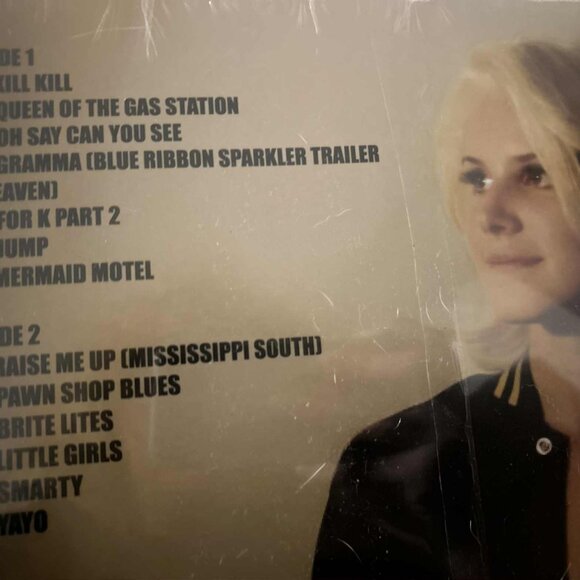 DE 1
KILL KILL
QUEEN OF THE GAS STATION
OH SAY CAN YOU SEE
GRAMMA (BLUE RIBBON SPARKLER TRAILER
EAVEN)
FOR K PART 2
JUMP
MERMAID MOTEL
DE 2
RAISE ME UP (MISSISSIPPI SOUTH)
PAWN SHOP BLUES
BRITE LITES
LITTLE GIRLS
SMARTY
YAYO